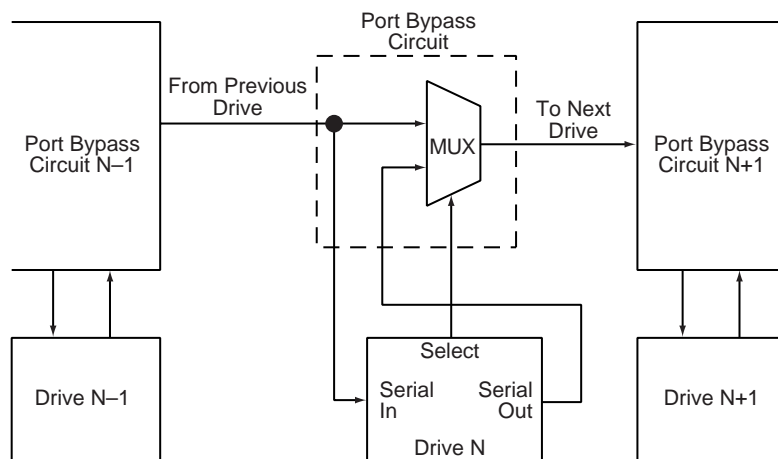 Port Bypass
Circuit
From Previous
Drive
To Next
Drive
Port Bypass
Circuit N–1
MUX
Port Bypass
Circuit N+1
Select
Drive N–1
Serial
In
Serial
Out
Drive N
Drive N+1